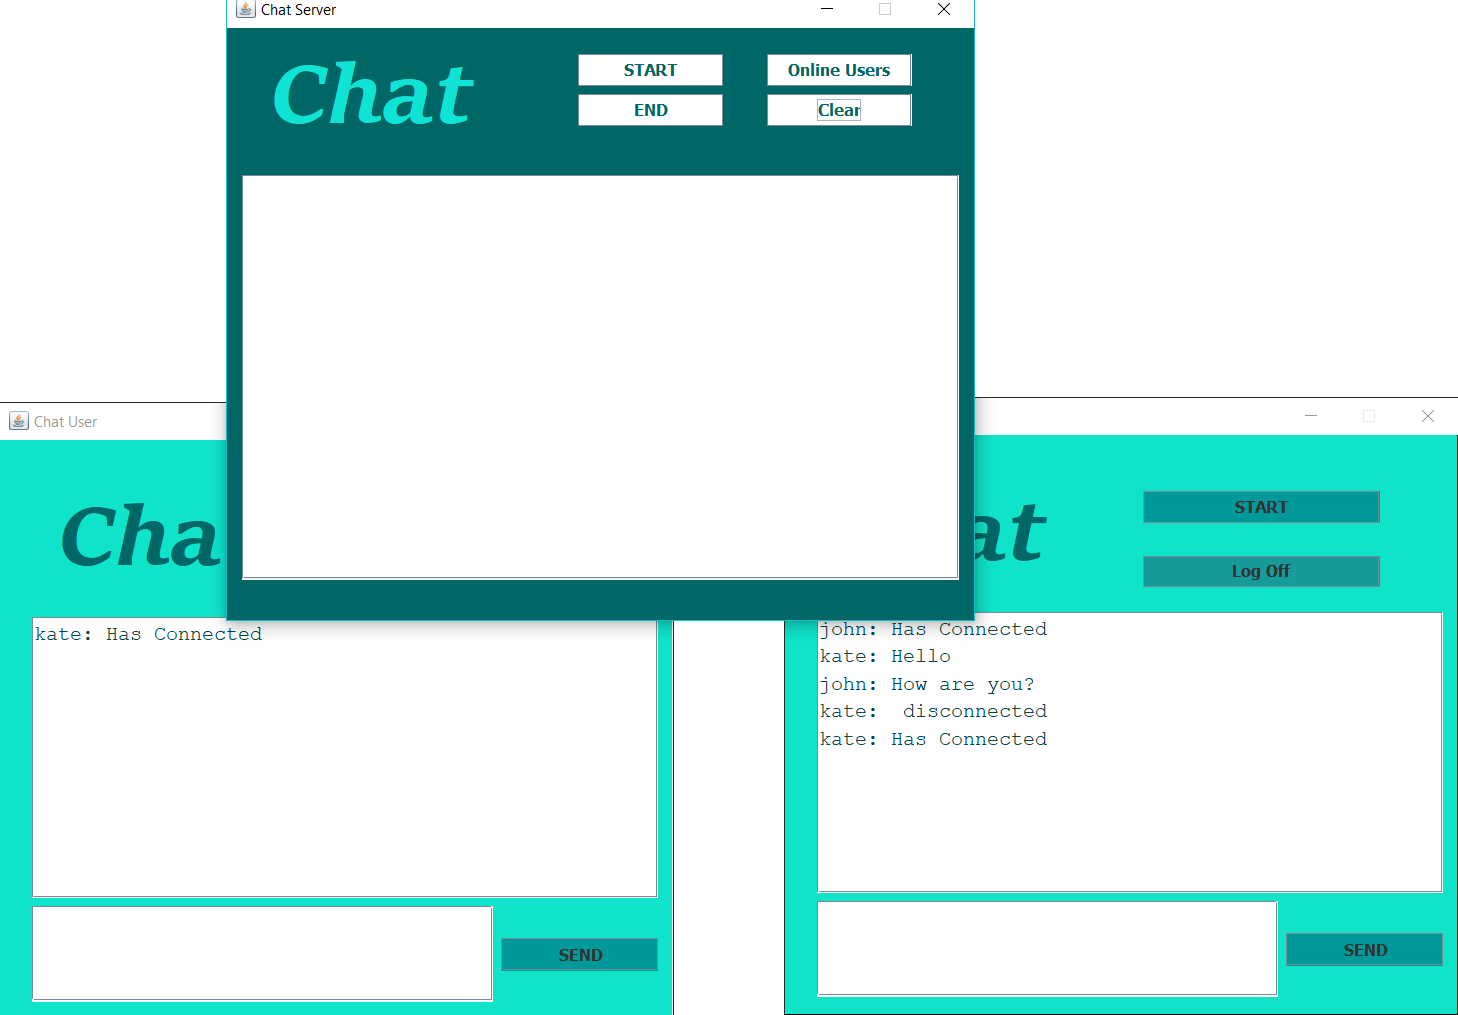 Chat Server
Chat
START
Online Users
END
Clear
Chat User
Cha
kate: Has Connected
SEND
at
START
Log Off
john: Has Connected
kate: Hello
john: How are you?
kate:  disconnected
kate: Has Connected
SEND